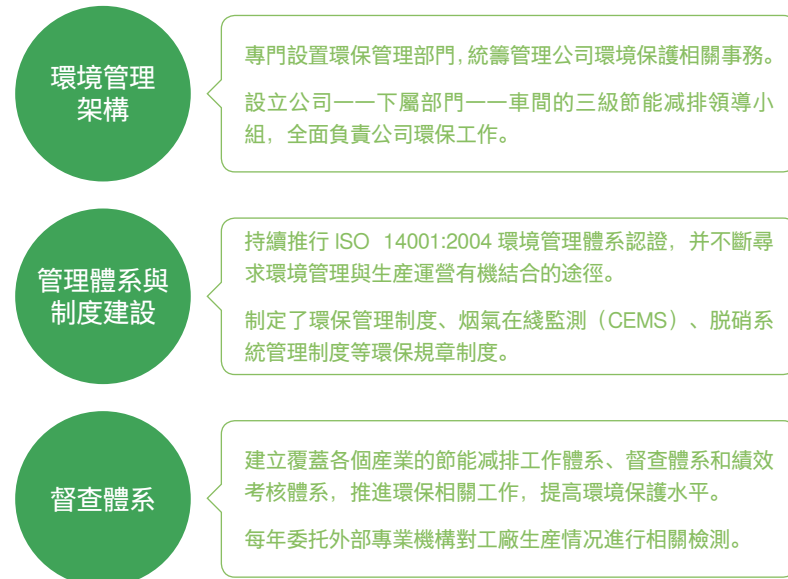 環境管理
架構
專門設置環保管理部門，統籌管理公司環境保護相關事務。
設立公司一一下屬部門一一車間的三級節能減排領導小
組，全面負責公司環保工作。
管理體系與
制度建設
持續推行 ISO 14001:2004 環境管理體系認證，并不斷尋
求環境管理與生産運營有機結合的途徑。
制定了環保管理制度、烟氣在綫監測（CEMS）、脱硝系
統管理制度等環保規章制度。
督查體系
建立覆蓋各個産業的節能减排工作體系、督查體系和績效
考核體系，推進環保相關工作，提高環境保護水平。
每年委托外部專業機構對工廠生産情况進行相關檢測。